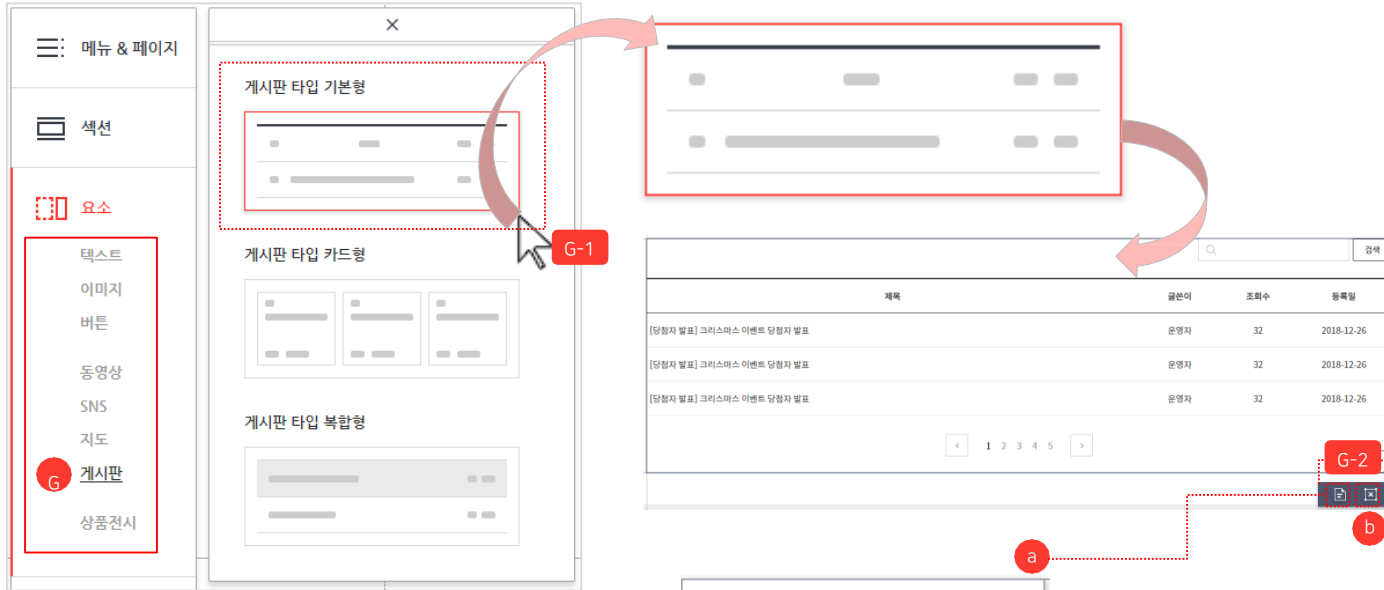 메뉴 & 페이지
섹션
요소
텍스트
이미지
버튼
동영상
SNS
지도
G
게시판
상품전시
게시판 타입 기본형
G-1
게시판 타입 카드형
게시판 타입 복합형
검색
제목 글쓴이 조회수 등록일
[당첨자 발표] 크리스마스 이벤트 당첨자 발표 운영자 32 2018-12-26
[당첨자 발표] 크리스마스 이벤트 당첨자 발표 운영자 32 2018-12-26
[당첨자 발표] 크리스마스 이벤트 당첨자 발표 운영자 32 2018-12-26
< 1 2 3 4 5 >
G-2
a
b